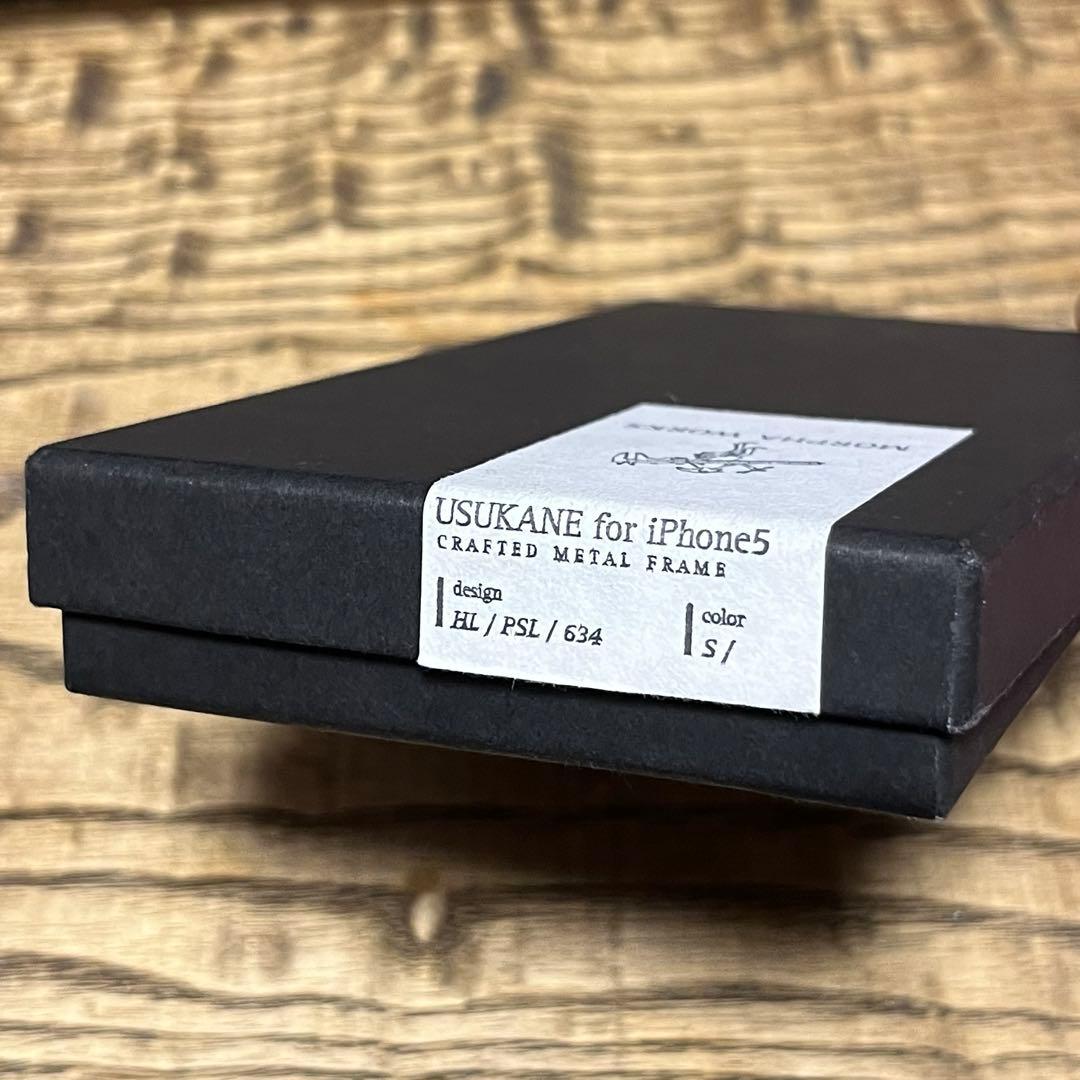 MORPHA WORKS
USUKANE for iPhone5
CRAFTED METAL FRAME
design
HL / PSL / 634
color
S /